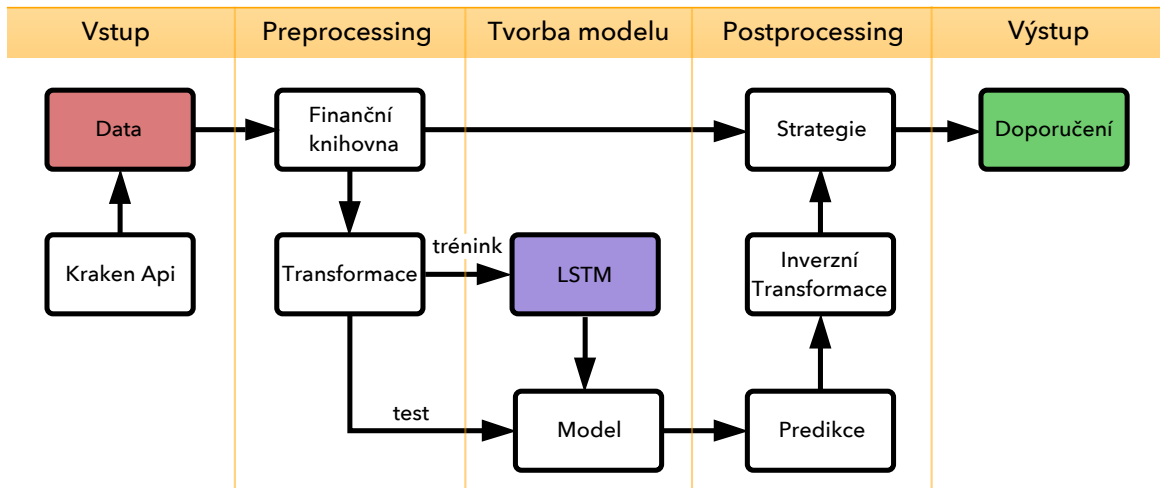 Vstup
Preprocessing
Tvorba modelu
Postprocessing
Výstup
Data
Finanční
knihovna
Strategie
Doporučení
Kraken Api
Transformace
trénink
LSTM
Inverzní
Transformace
test
Model
Predikce